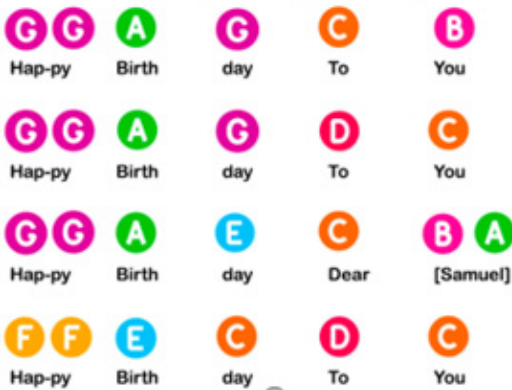 G G A G C B
Hap-py Birth day To You
G G A G D C
Hap-py Birth day To You
G G A E C B A
Hap-py Birth day Dear [Samuel]
F F E C D C
Hap-py Birth day To You